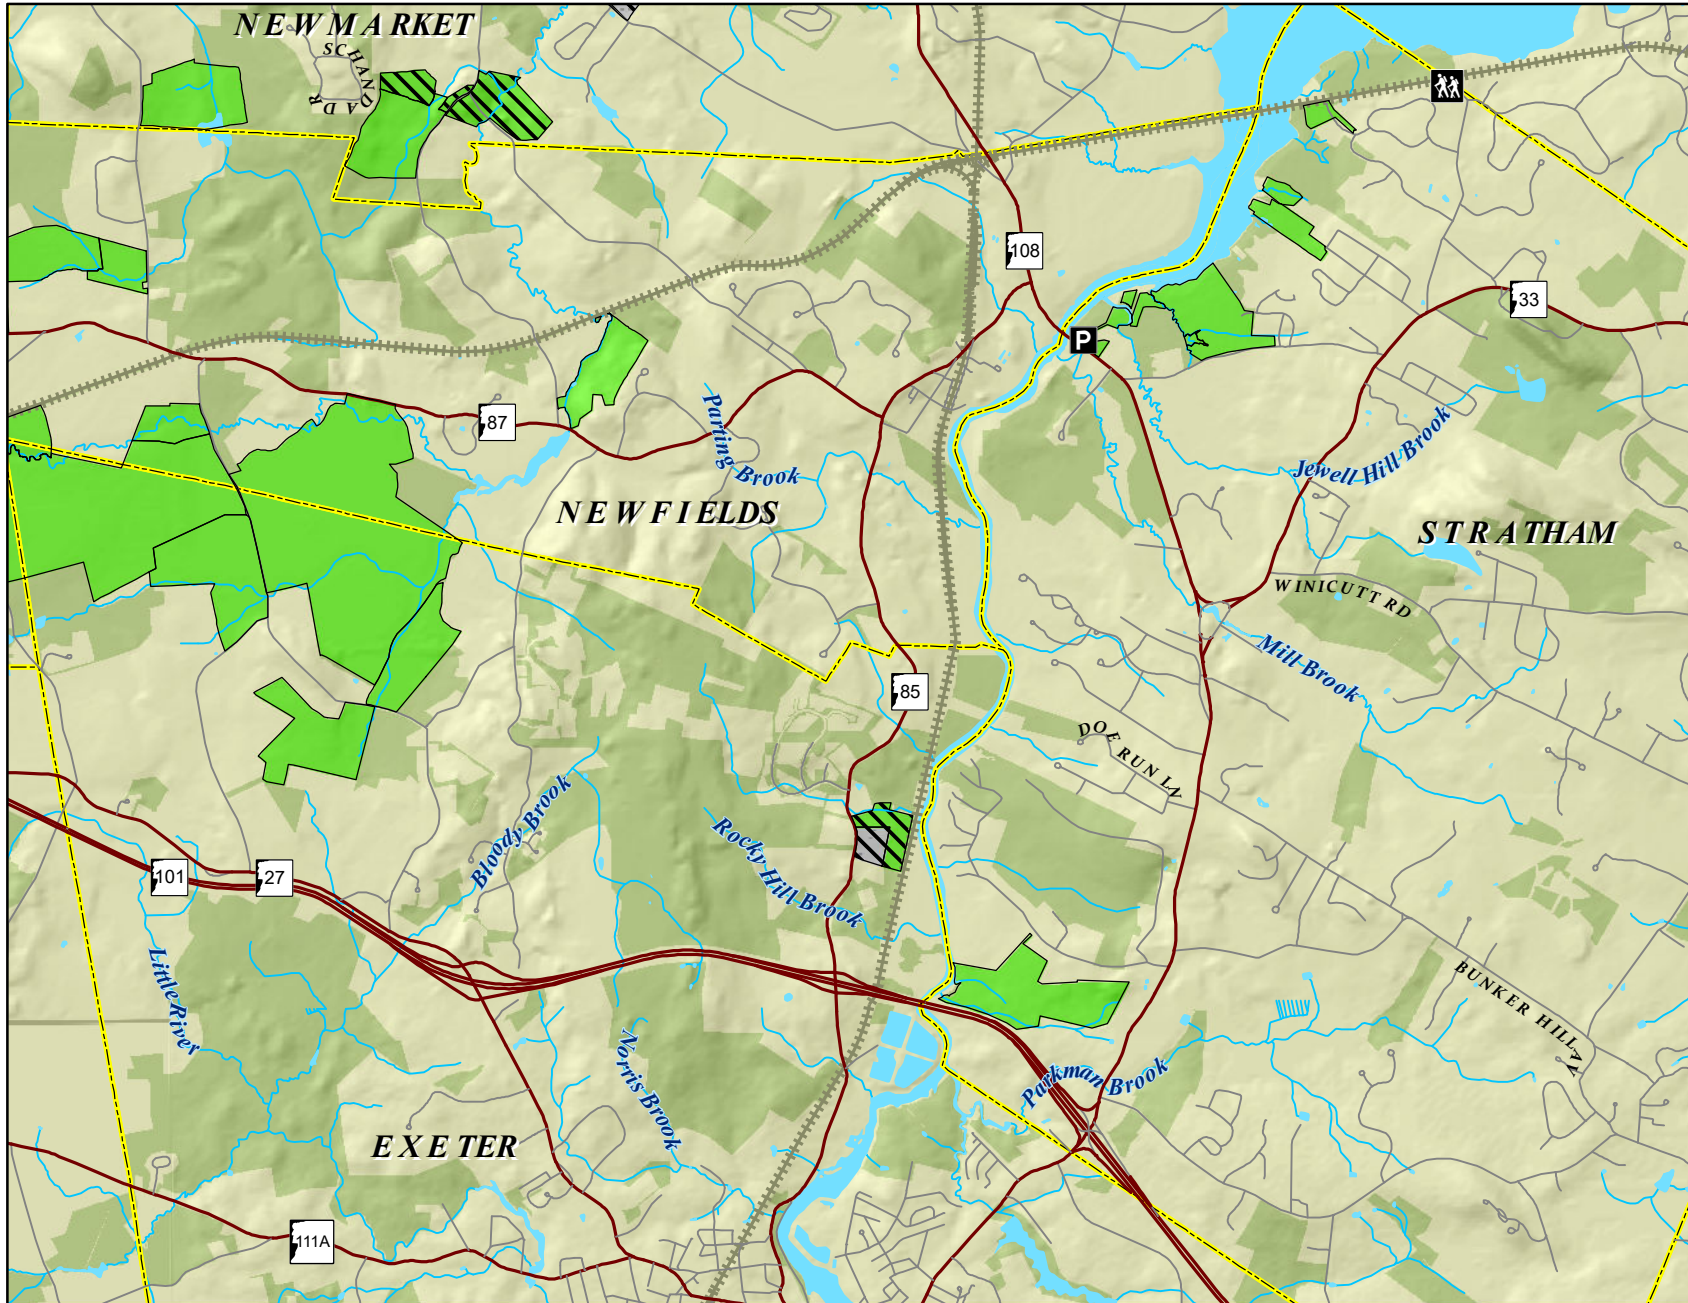 NEWMARKET
SCHANDA DR
108
33
P
87
Parting Brook
Jewell Hill Brook
NEWFIELDS
STRATHAM
WINICUTT RD
Mill Brook
85
DOE RUN LN
Bloody Brook
Rocky Hill Brook
101
27
Little River
BUNKER HILL AV
Norris Brook
Parkman Brook
EXETER
111A